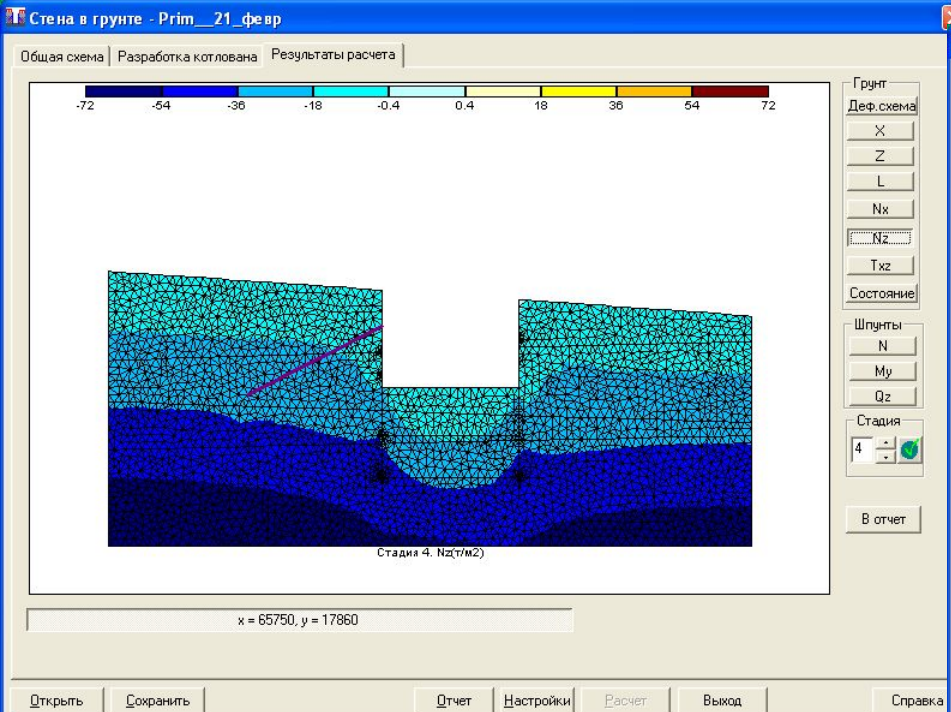 Стена в грунте - Prim__21_февр
Общая схема Разработка котлована Результаты расчета
-72 -54 -36 -18 -0.4 0.4 18 36 54 72
Грунт
Деф.схема
X
Z
L
Nx
Nz
Txz
Состояние
Шпунты
N
My
Qz
Стадия
4
В отчет
Стадия 4. Nz(т/м2)
x = 65750, y = 17860
Открыть Сохранить Отчет Настройки Расчет Выход Справка